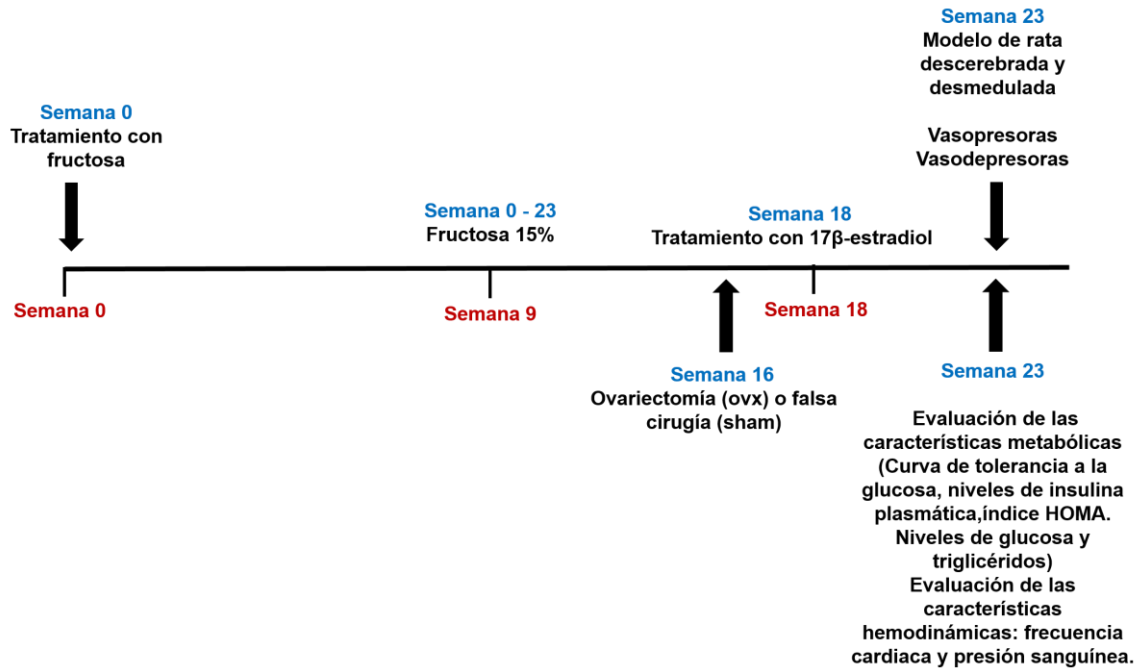 Semana 0
Tratamiento con
fructosa
Semana 0 - 23
Fructosa 15%
Semana 18
Tratamiento con 17β-estradiol
Semana 23
Modelo de rata
descerebrada y
desmedulada
Vasopresoras
Vasodepresoras
Semana 0
Semana 9
Semana 18
Semana 16
Ovariectomía (ovx) o falsa
cirugía (sham)
Semana 23
Evaluación de las
características metabólicas
(Curva de tolerancia a la
glucosa, niveles de insulina
plasmática,índice HOMA.
Niveles de glucosa y
triglicéridos)
Evaluación de las
características
hemodinámicas: frecuencia
cardiaca y presión sanguínea.